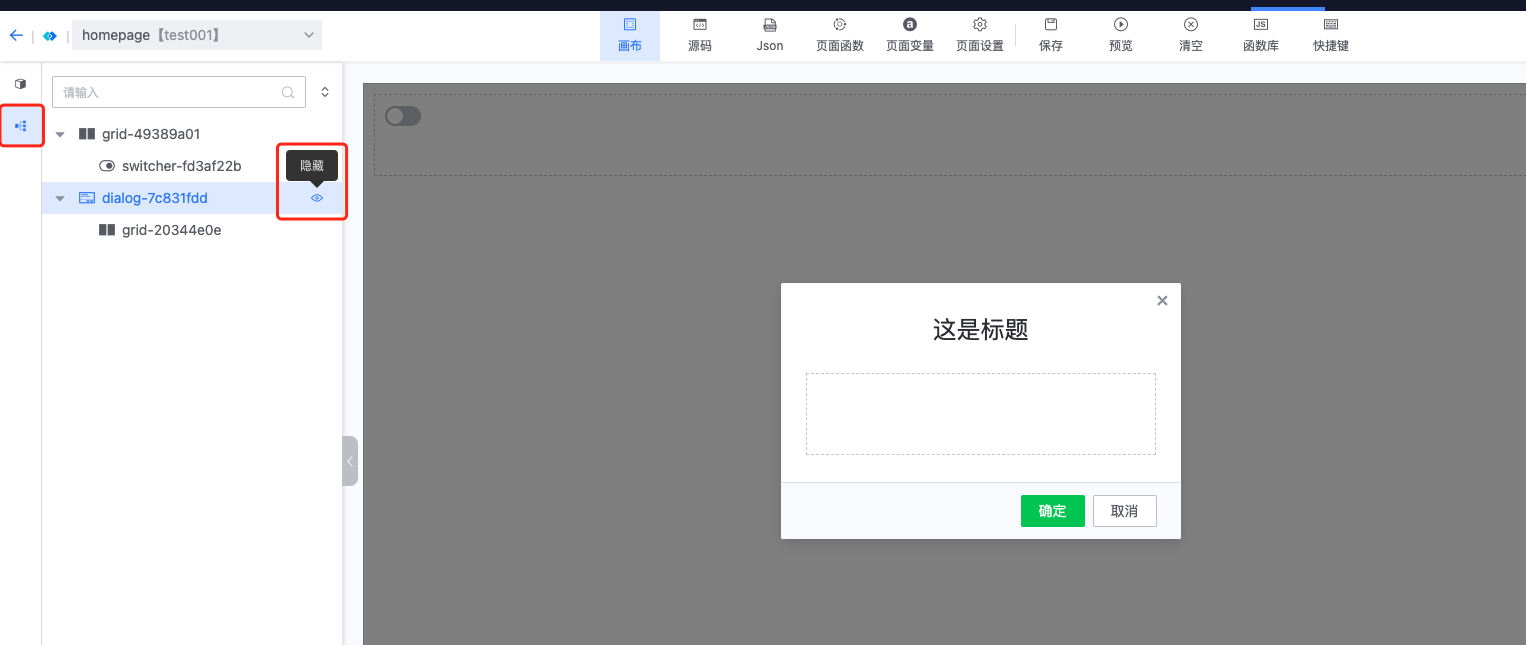 homepage【test001】
画布
源码
Json
页面函数
页面变量
页面设置
保存
预览
清空
函数库
快捷键
请输入
grid-49389a01
switcher-fd3af22b
隐藏
dialog-7c831fdd
grid-20344e0e
这是标题
确定
取消